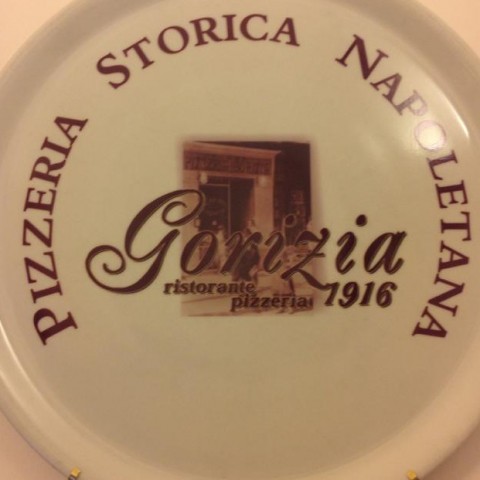 PIZZERIA STORICA NAPOLETANA
Gorizia
ristorante
pizzeria 1916